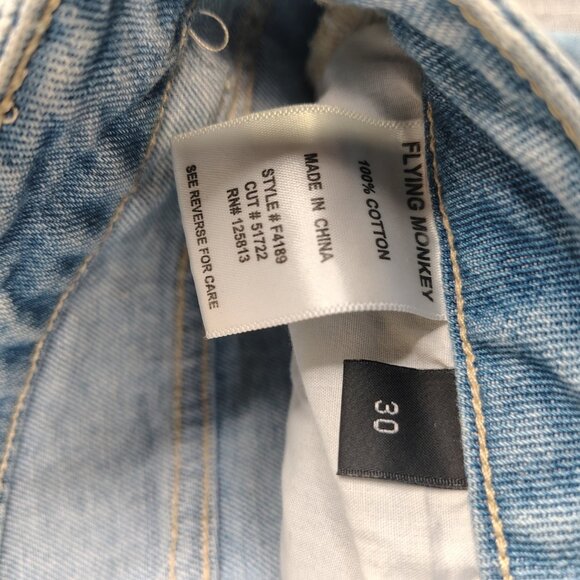 FLYING MONKEY
100% COTTON
MADE IN CHINA
STYLE # F4189
CUT # 51722
RN# 125813
SEE REVERSE FOR CARE
30